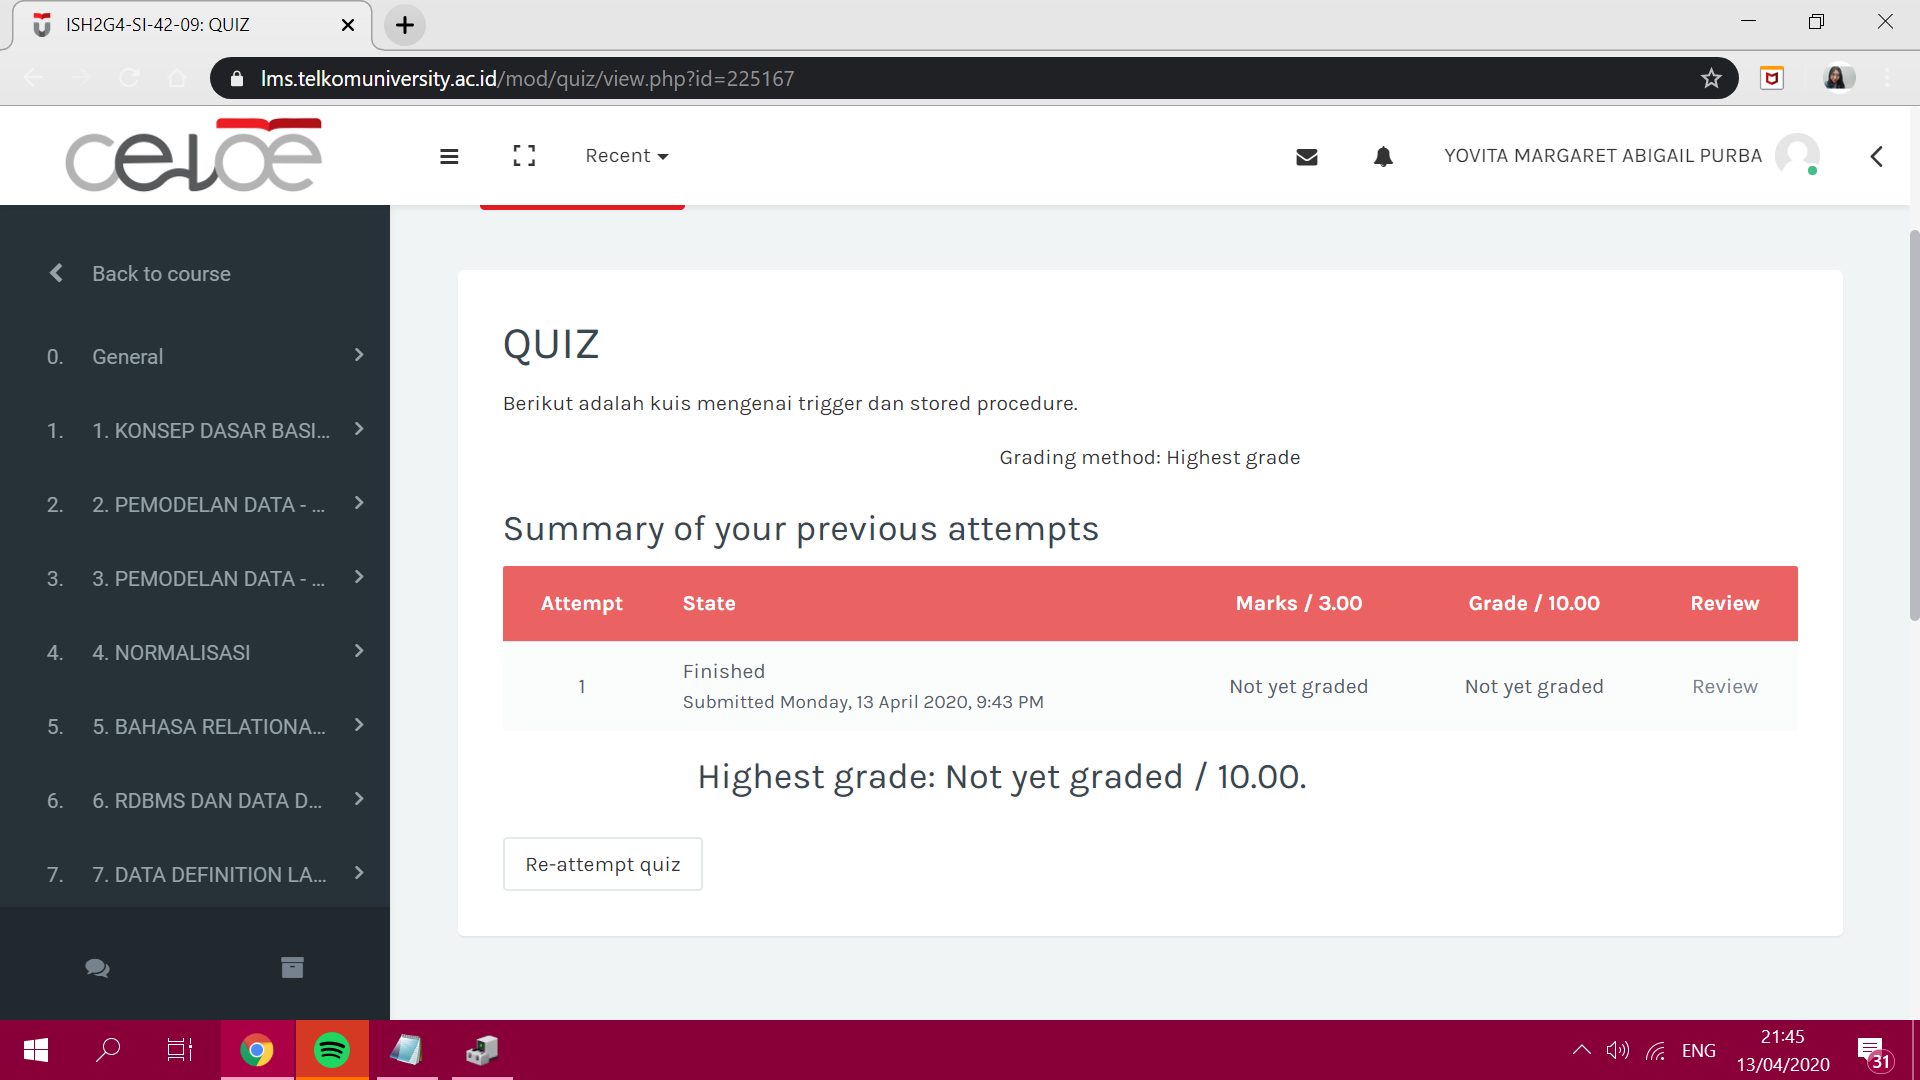 ISH2G4-SI-42-09: QUIZ
lms.telkomuniversity.ac.id/mod/quiz/view.php?id=225167
celoe
Recent
YOVITA MARGARET ABIGAIL PURBA
Back to course
0. General
1. 1. KONSEP DASAR BASI...
2. 2. PEMODELAN DATA - ...
3. 3. PEMODELAN DATA - ...
4. 4. NORMALISASI
5. 5. BAHASA RELATIONA...
6. 6. RDBMS DAN DATA D...
7. 7. DATA DEFINITION LA...
QUIZ
Berikut adalah kuis mengenai trigger dan stored procedure.
Grading method: Highest grade
Summary of your previous attempts
Attempt State Marks / 3.00 Grade / 10.00 Review
1 Finished Not yet graded Not yet graded Review
Submitted Monday, 13 April 2020, 9:43 PM
Highest grade: Not yet graded / 10.00.
Re-attempt quiz
ENG
21:45
13/04/2020
31